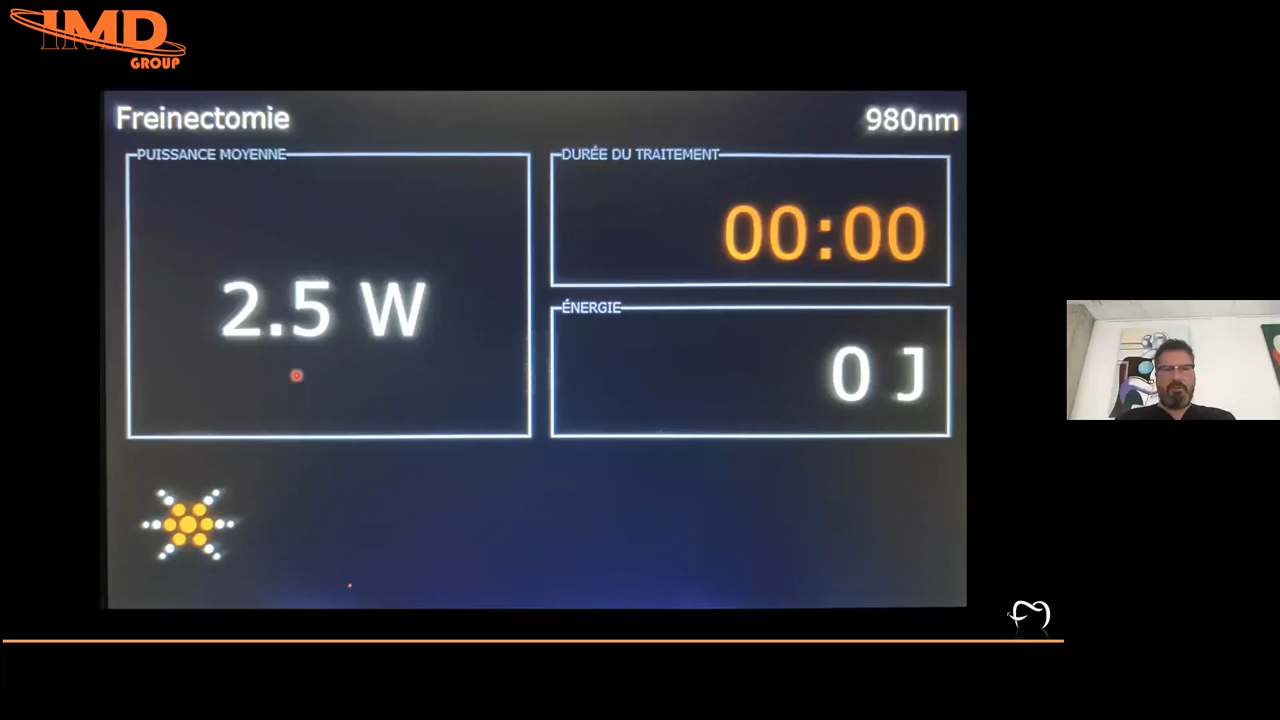 IMD
GROUP
Freinectomie
980nm
PUISSANCE MOYENNE
2.5 W
DURÉE DU TRAITEMENT
00:00
ÉNERGIE
0 J